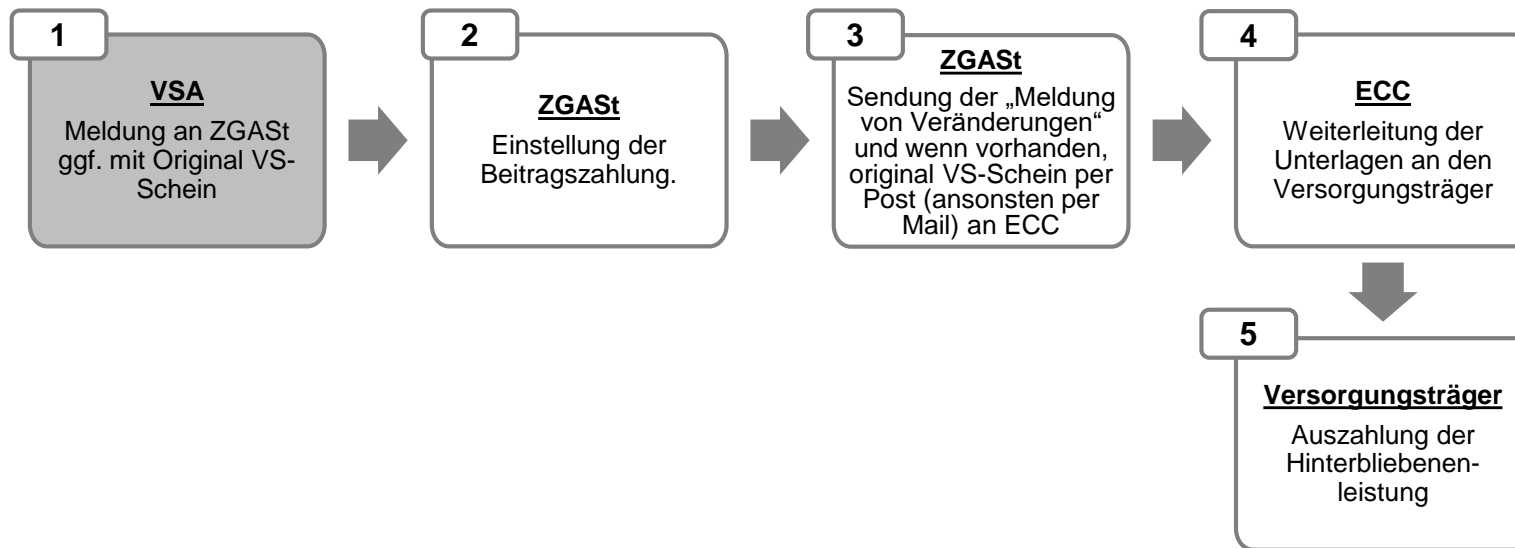 1
VSA
Meldung an ZGASt
ggf. mit Original VS-
Schein
2
ZGASt
Einstellung der
Beitragszahlung.
3
ZGASt
Sendung der „Meldung
von Veränderungen“
und wenn vorhanden,
original VS-Schein per
Post (ansonsten per
Mail) an ECC
4
ECC
Weiterleitung der
Unterlagen an den
Versorgungsträger
5
Versorgungsträger
Auszahlung der
Hinterbliebenen-
leistung